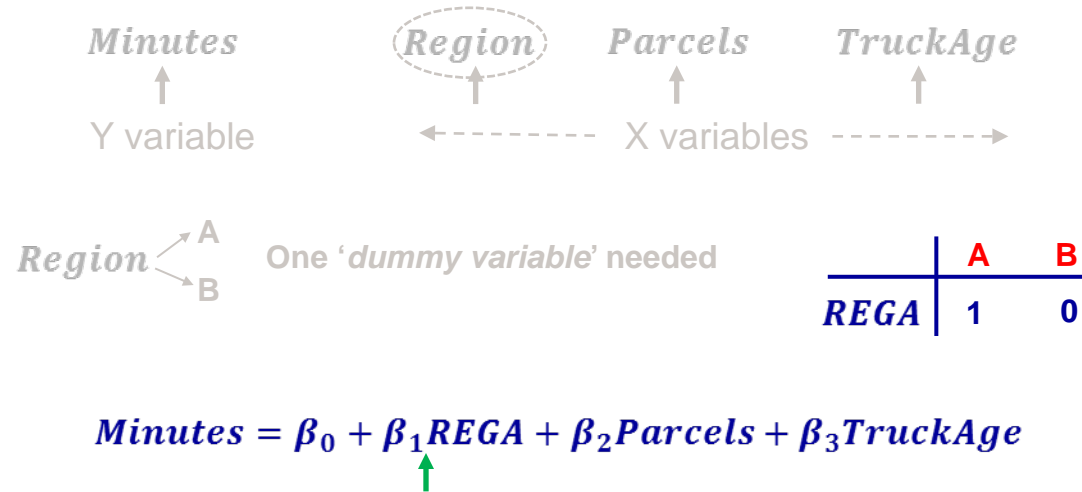 Minutes Region Parcels TruckAge
Y variable X variables
A
Region One ‘dummy variable’ needed
B
A B
REGA 1 0
Minutes = β₀ + β₁REGA + β₂Parcels + β₃TruckAge